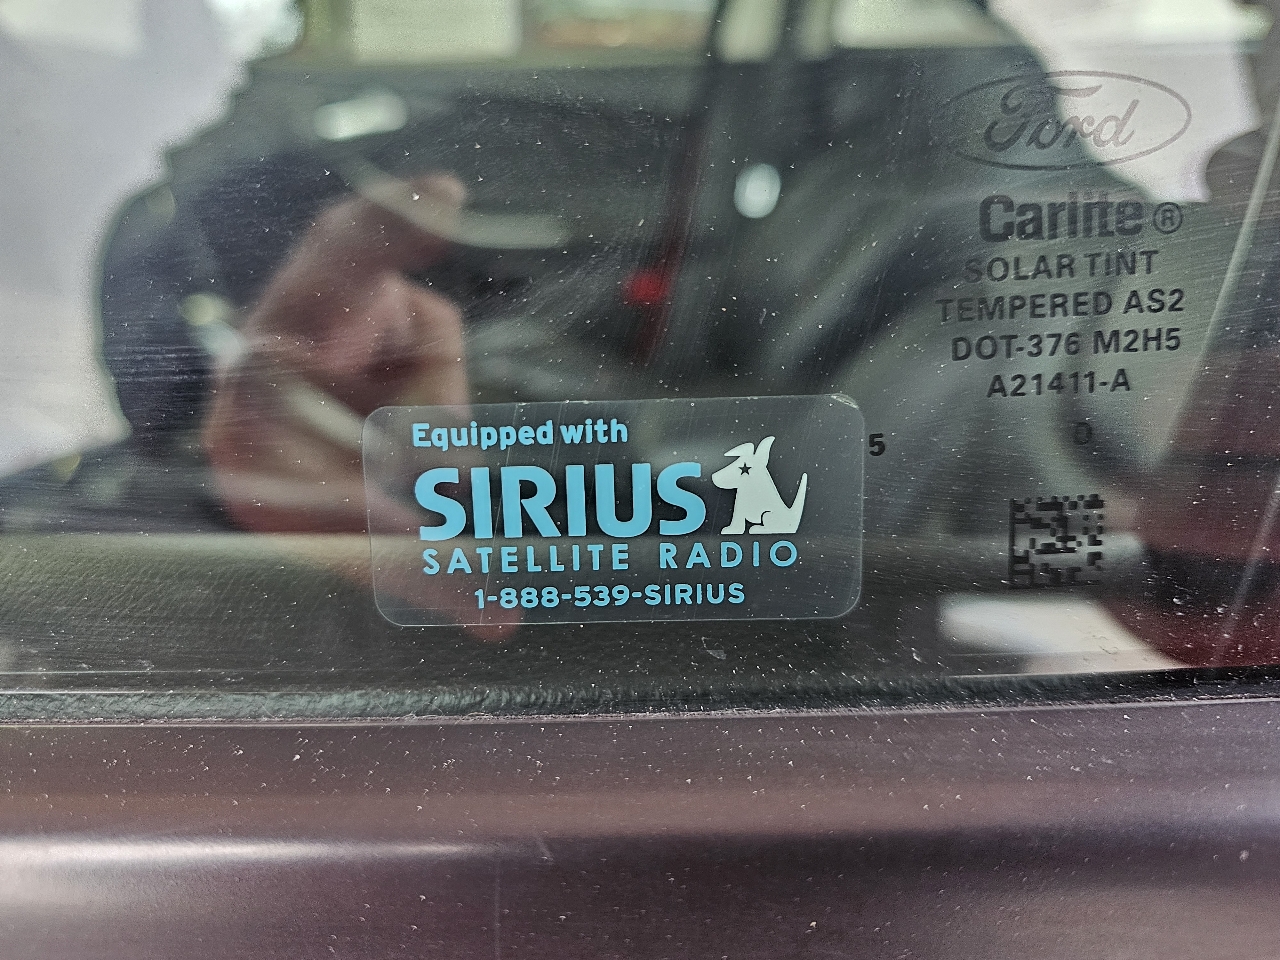 Ford
Carlite®
SOLAR TINT
TEMPERED AS2
DOT-376 M2H5
A21411-A
0
5
Equipped with
SIRIUS
SATELLITE RADIO
1-888-539-SIRIUS